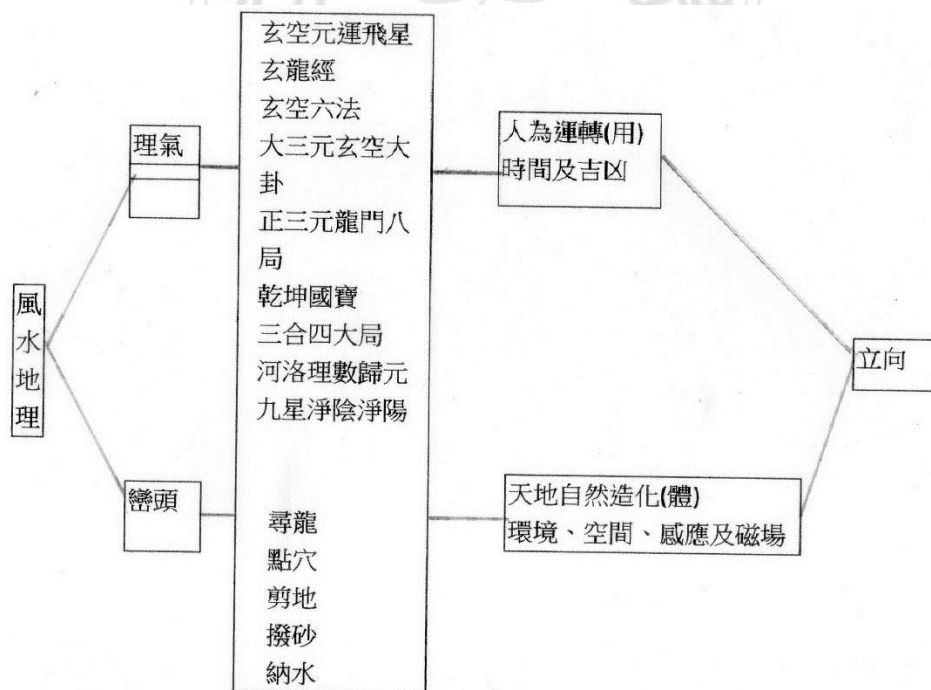 風水地理
理氣
巒頭
玄空元運飛星
玄龍經
玄空六法
大三元玄空大
卦
正三元龍門八
局
乾坤國寶
三合四大局
河洛理數歸元
九星淨陰淨陽
尋龍
點穴
剪地
撥砂
納水
人為運轉(用)
時間及吉凶
天地自然造化(體)
環境、空間、感應及磁場
立向